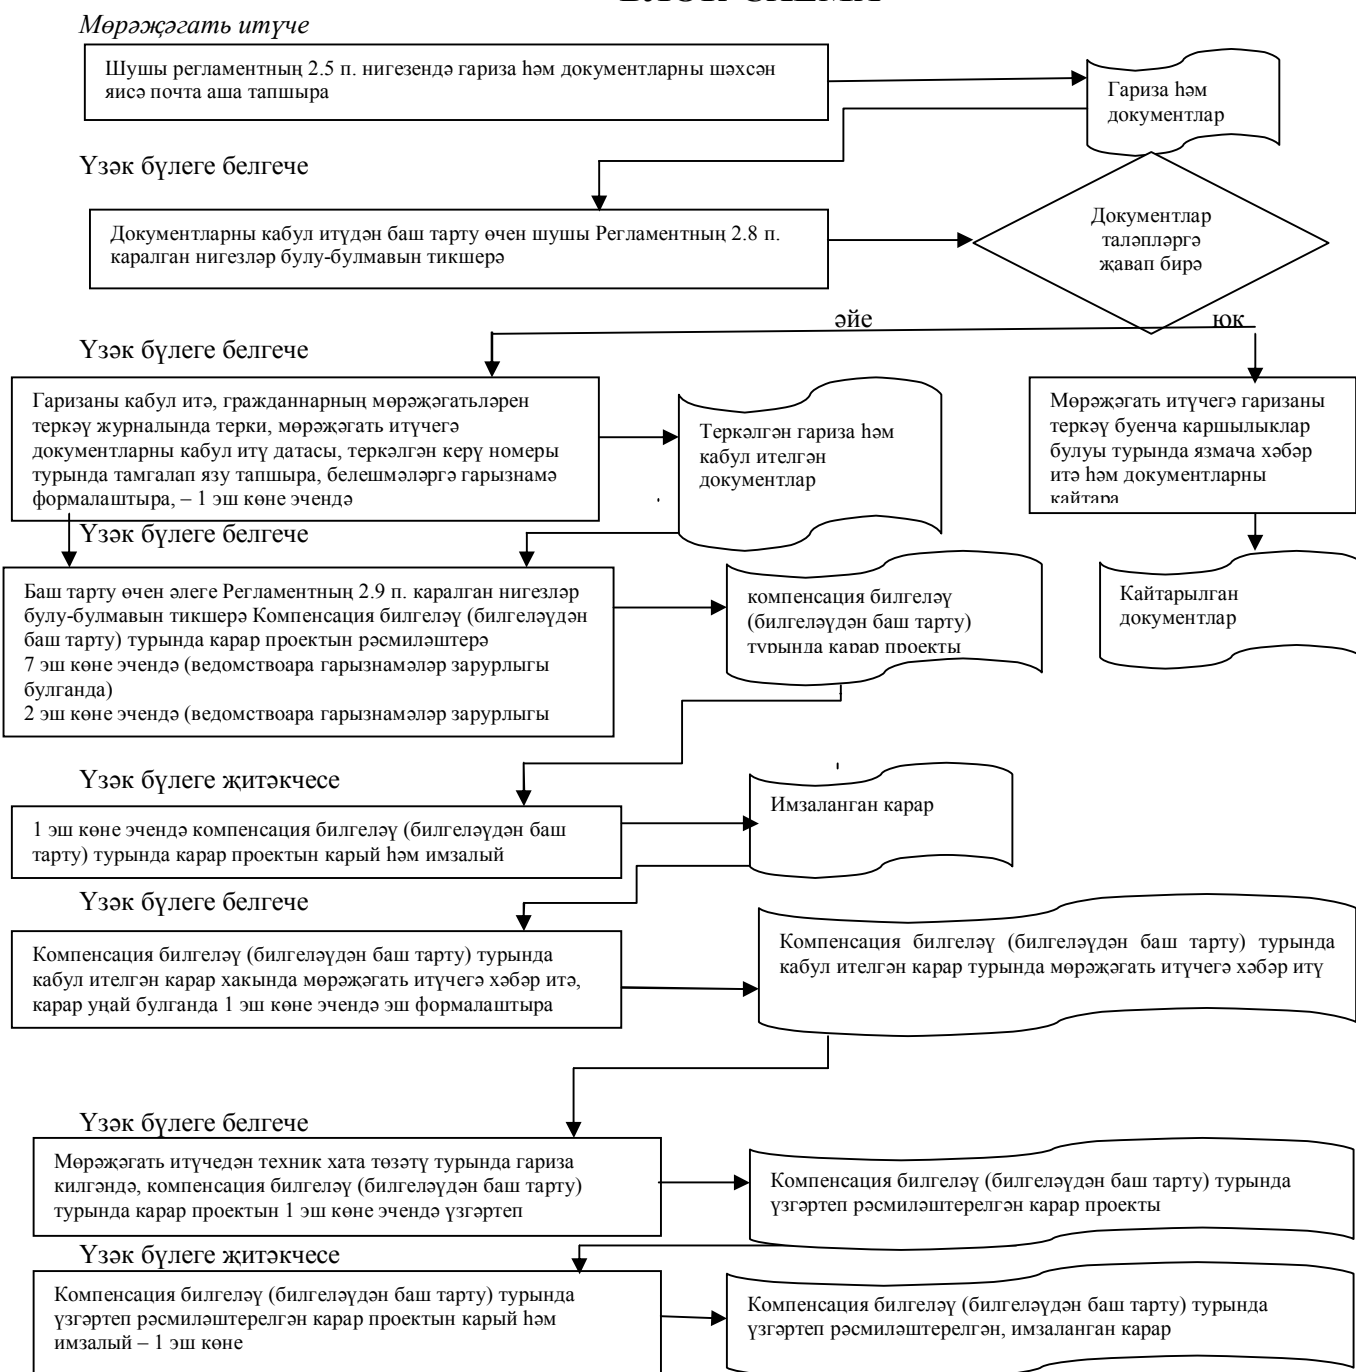 Мөрәҗәгать итүче
Шушы регламентның 2.5 п. нигезендә гариза һәм документларны шәхсән
яисә почта аша тапшыра
Гариза һәм
документлар
Үзәк бүлеге белгече
Документларны кабул итүдән баш тарту өчен шушы Регламентның 2.8 п.
каралган нигезләр булу-булмавын тикшерә
Документлар
таләпләргә
җавап бирә
әйе
юк
Үзәк бүлеге белгече
Гаризаны кабул итә, гражданнарның мөрәҗәгатьләрен
теркәү журналында терки, мөрәҗәгать итүчегә
документларны кабул итү датасы, теркәлгән керү номеры
турында тамгалап язу тапшыра, белешмәләргә гарызнамә
формалаштыра, – 1 эш көне эчендә
Теркәлгән гариза һәм
кабул ителгән
документлар
Мөрәҗәгать итүчегә гаризаны
теркәү буенча каршылыклар
булуы турында язмача хәбәр
итә һәм документларны
кайтара
Үзәк бүлеге белгече
Баш тарту өчен әлеге Регламентның 2.9 п. каралган нигезләр
булу-булмавын тикшерә Компенсация билгеләү (билгеләүдән
баш тарту) турында карар проектын рәсмиләштерә
7 эш көне эчендә (ведомствоара гарызнамәләр зарурлыгы
булганда)
2 эш көне эчендә (ведомствоара гарызнамәләр зарурлыгы
компенсация билгеләү
(билгеләүдән баш тарту)
турында карар проекты
Кайтарылган
документлар
Үзәк бүлеге җитәкчесе
1 эш көне эчендә компенсация билгеләү (билгеләүдән баш
тарту) турында карар проектын карый һәм имзалый
Имзаланган карар
Үзәк бүлеге белгече
Компенсация билгеләү (билгеләүдән баш тарту) турында
кабул ителгән карар хакында мөрәҗәгать итүчегә хәбәр итә,
карар уңай булганда 1 эш көне эчендә эш формалаштыра
Компенсация билгеләү (билгеләүдән баш тарту) турында
кабул ителгән карар турында мөрәҗәгать итүчегә хәбәр итү
Үзәк бүлеге белгече
Мөрәҗәгать итүчедән техник хата төзәтү турында гариза
килгәндә, компенсация билгеләү (билгеләүдән баш тарту)
турында карар проектын 1 эш көне эчендә үзгәртеп
Компенсация билгеләү (билгеләүдән баш тарту) турында
үзгәртеп рәсмиләштерелгән карар проекты
Үзәк бүлеге җитәкчесе
Компенсация билгеләү (билгеләүдән баш тарту) турында
үзгәртеп рәсмиләштерелгән карар проектын карый һәм
имзалый – 1 эш көне
Компенсация билгеләү (билгеләүдән баш тарту) турында
үзгәртеп рәсмиләштерелгән, имзаланган карар